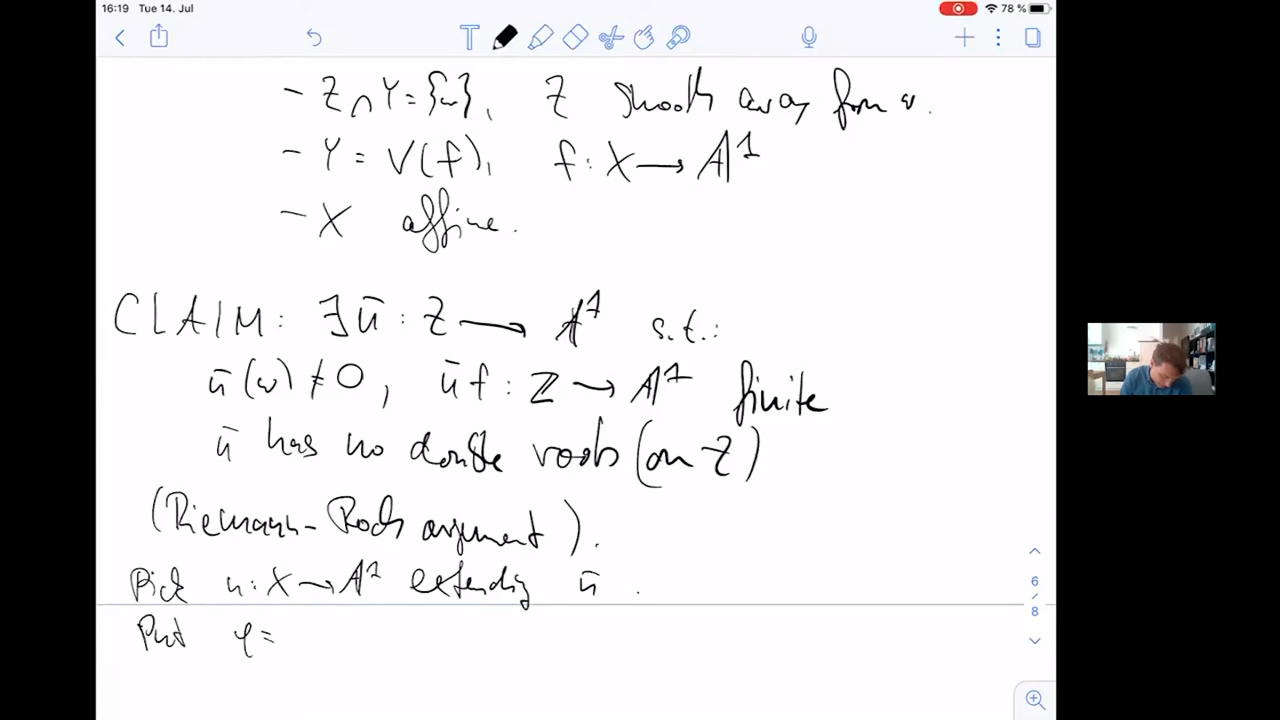 16:19 Tue 14. Jul
78 %
- Z ∩ Y = {w}, Z smooth away from w.
- Y = V(f), f : X → A¹
- X affine.
CLAIM: ∃ ū : Z → A¹ s.t.:
ū(w) ≠ 0, ūf : Z → A¹ finite
ū has no double roots (on Z)
(Riemann-Roch argument).
Pick u : X → A¹ extending ū.
Put φ =
6
/
8